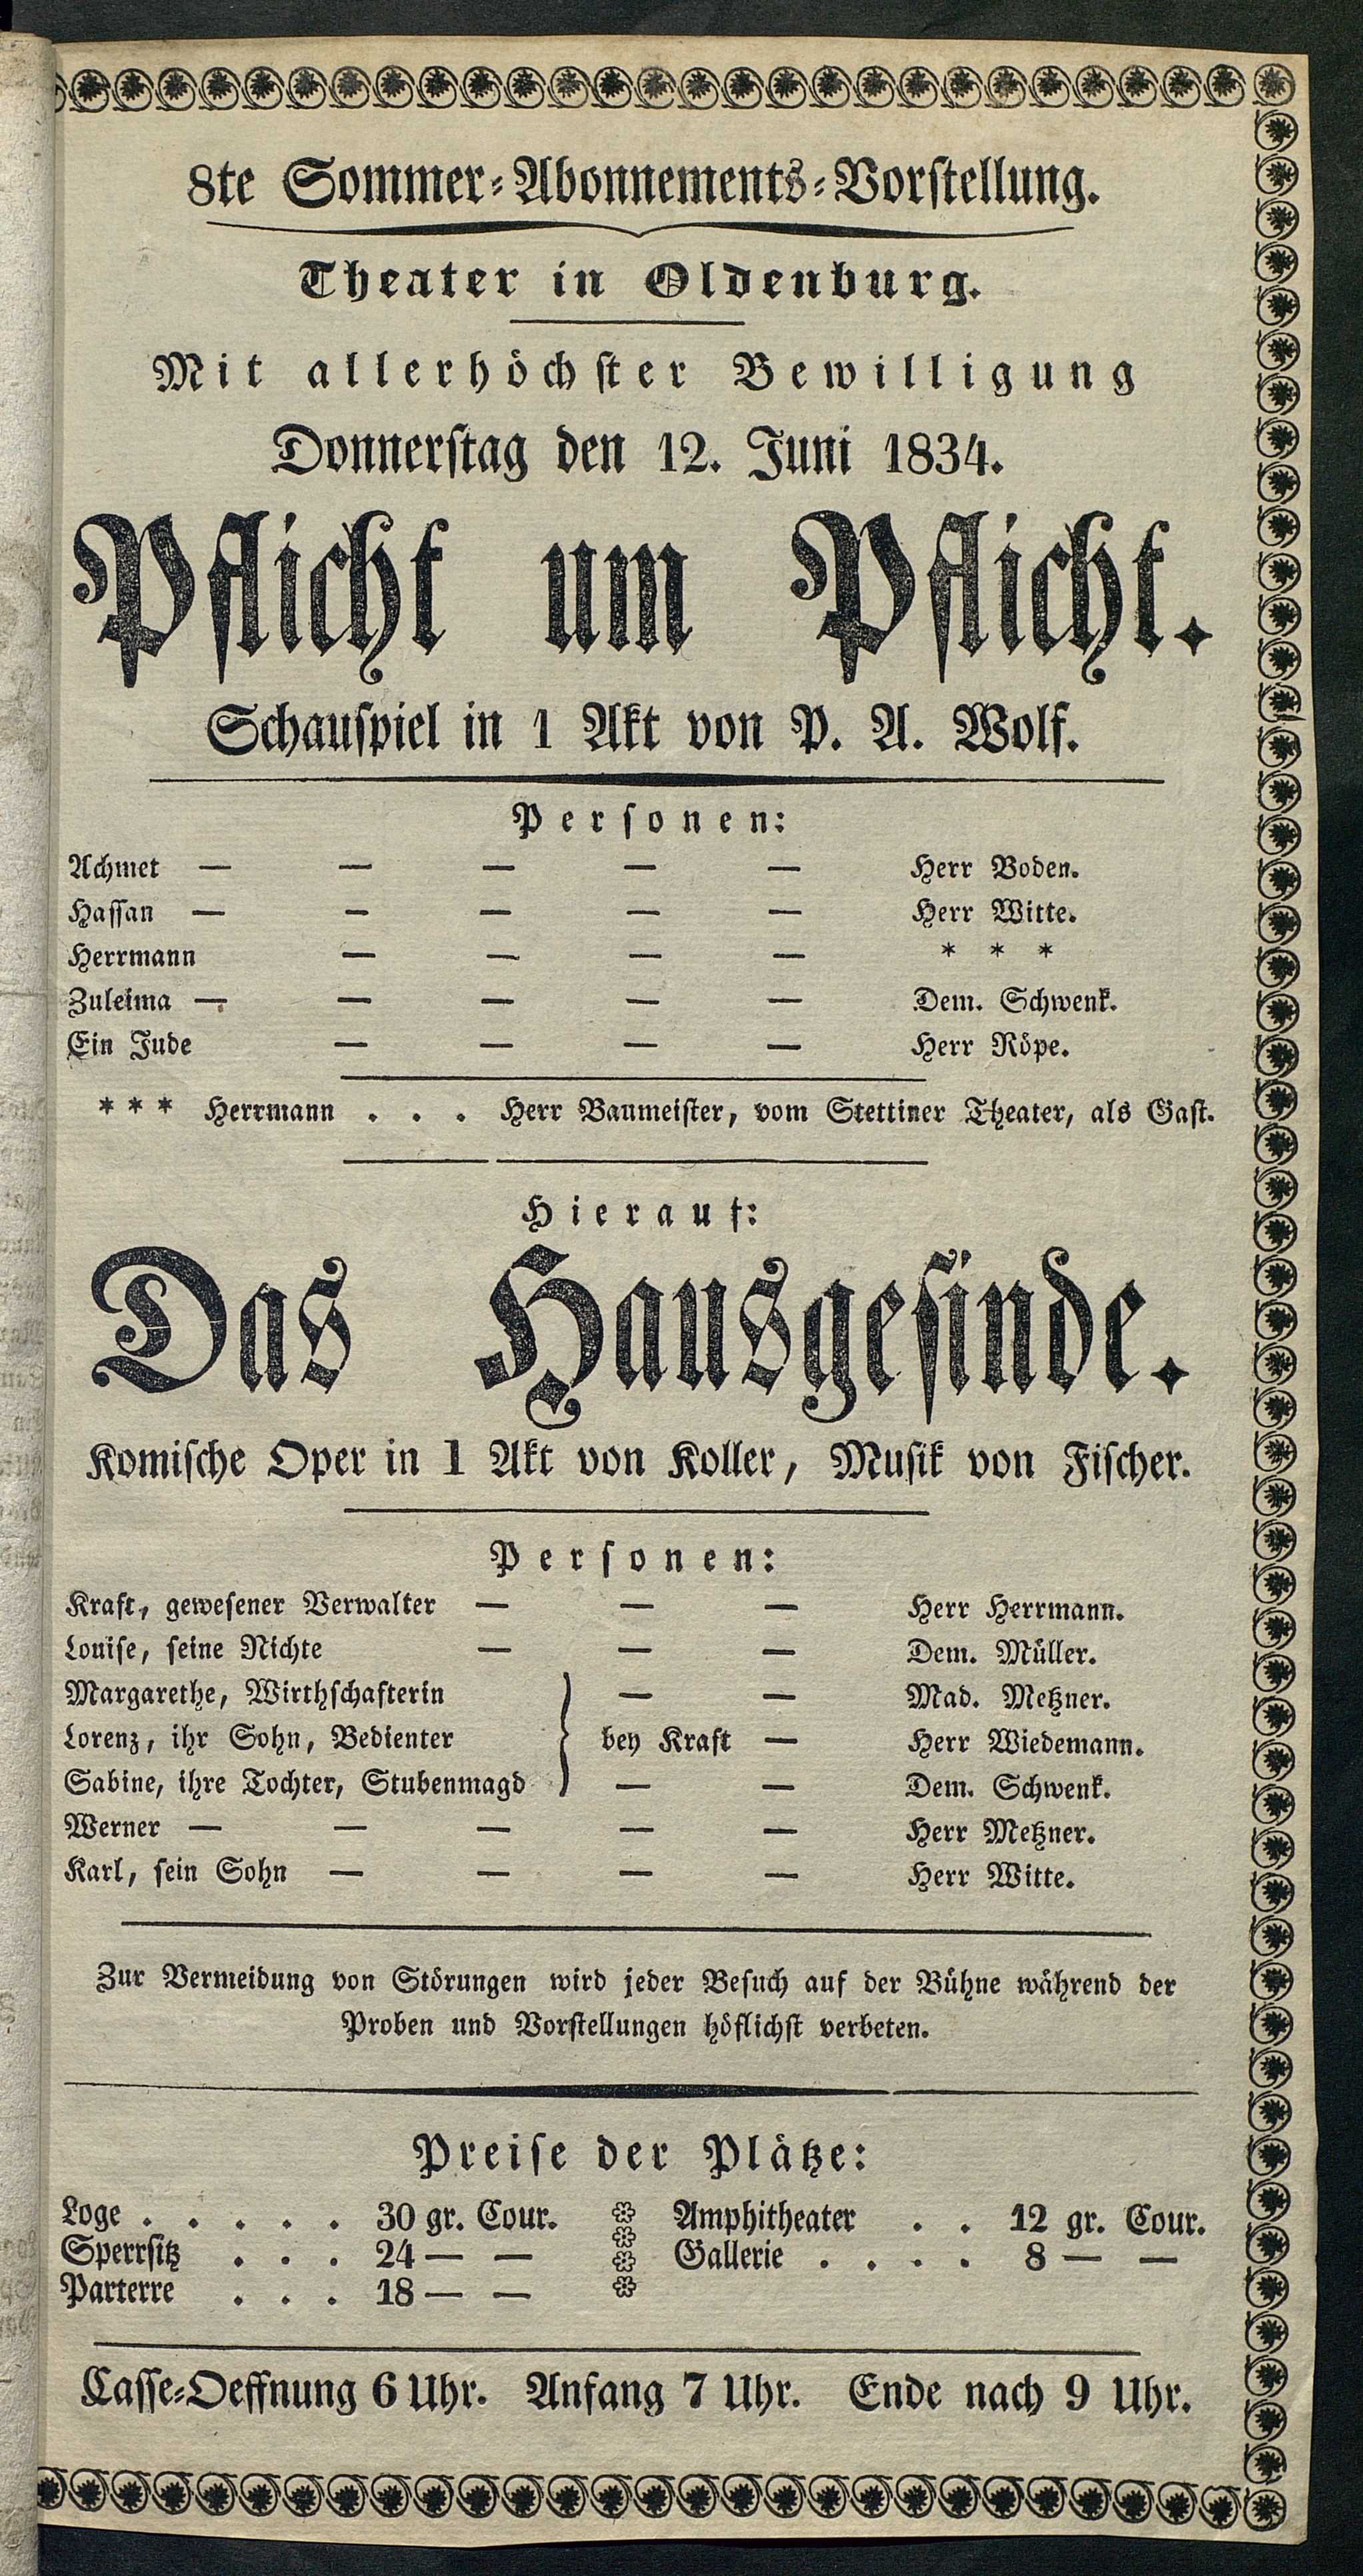 8te Sommer-Abonnements-Vorstellung.
Theater in Oldenburg.
Mit allerhöchster Bewilligung
Donnerstag den 12. Juni 1834.
Pflicht um Pflicht.
Schauspiel in 1 Akt von P. A. Wolf.
Personen:
Achmet — — — — — Herr Boden.
Hassan — — — — — Herr Witte.
Herrmann — — — — * * *
Zuleima — — — — — Dem. Schwenk.
Ein Jude — — — — Herr Röpe.
* * * Herrmann . . . Herr Baumeister, vom Stettiner Theater, als Gast.
Hierauf:
Das Hausgesinde.
Komische Oper in 1 Akt von Koller, Musik von Fischer.
Personen:
Kraft, gewesener Verwalter — — — Herr Herrmann.
Louise, seine Nichte — — — Dem. Müller.
Margarethe, Wirthschafterin — — Mad. Metzner.
Lorenz, ihr Sohn, Bedienter } bey Kraft — Herr Wiedemann.
Sabine, ihre Tochter, Stubenmagd — — Dem. Schwenk.
Werner — — — — — Herr Metzner.
Karl, sein Sohn — — — — Herr Witte.
Zur Vermeidung von Störungen wird jeder Besuch auf der Bühne während der
Proben und Vorstellungen höflichst verbeten.
Preise der Plätze:
Loge . . . . . 30 gr. Cour. Amphitheater . . 12 gr. Cour.
Sperrsitz . . . 24 — — Gallerie . . . . 8 — —
Parterre . . . 18 — —
Casse-Oeffnung 6 Uhr. Anfang 7 Uhr. Ende nach 9 Uhr.